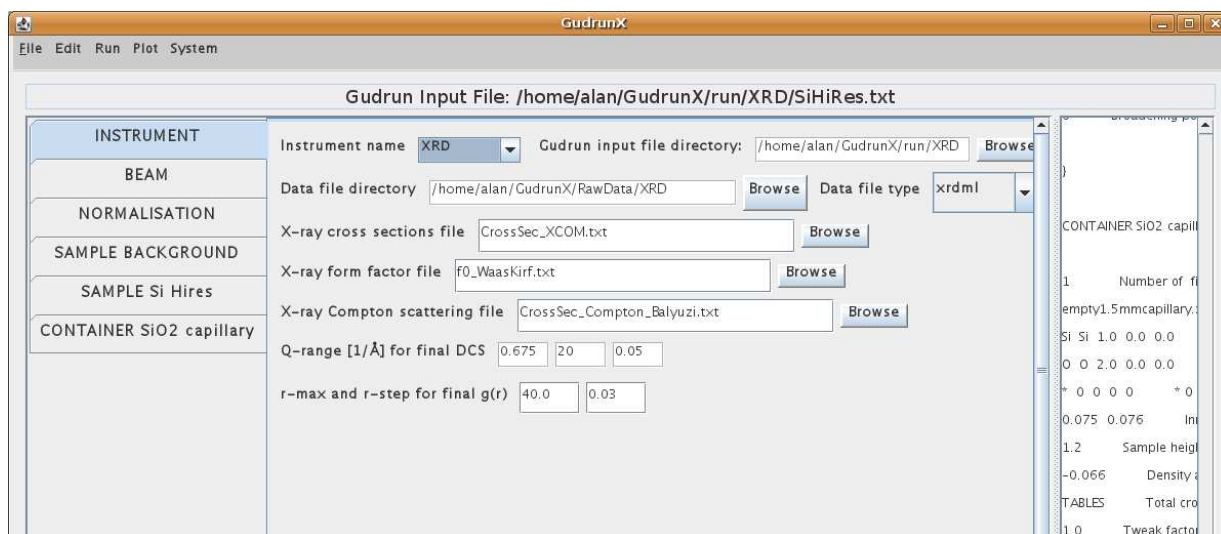 GudrunX
File Edit Run Plot System
Gudrun Input File: /home/alan/GudrunX/run/XRD/SiHiRes.txt
INSTRUMENT
BEAM
NORMALISATION
SAMPLE BACKGROUND
SAMPLE Si Hires
CONTAINER SiO2 capillary
Instrument name XRD Gudrun input file directory: /home/alan/GudrunX/run/XRD Browse
Data file directory /home/alan/GudrunX/RawData/XRD Browse Data file type xrdml
X-ray cross sections file CrossSec_XCOM.txt Browse
X-ray form factor file f0_WaasKirf.txt Browse
X-ray Compton scattering file CrossSec_Compton_Balyuzi.txt Browse
Q-range [1/Å] for final DCS 0.675 20 0.05
r-max and r-step for final g(r) 40.0 0.03
}
CONTAINER SiO2 capill
1 Number of fi
empty1.5mmcapillary.
Si Si 1.0 0.0 0.0
O O 2.0 0.0 0.0
* 0 0 0 0 * 0
0.075 0.076 In
1.2 Sample heig
-0.066 Density
TABLES Total cro
1.0 Tweak facto